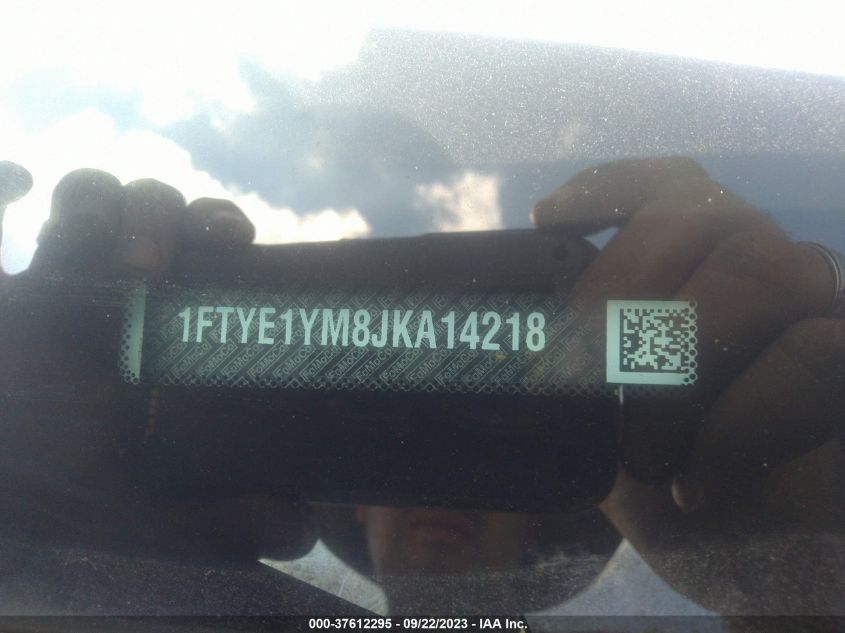 1FTYE1YM8JKA14218
000-37612295 - 09/22/2023 - IAA Inc.